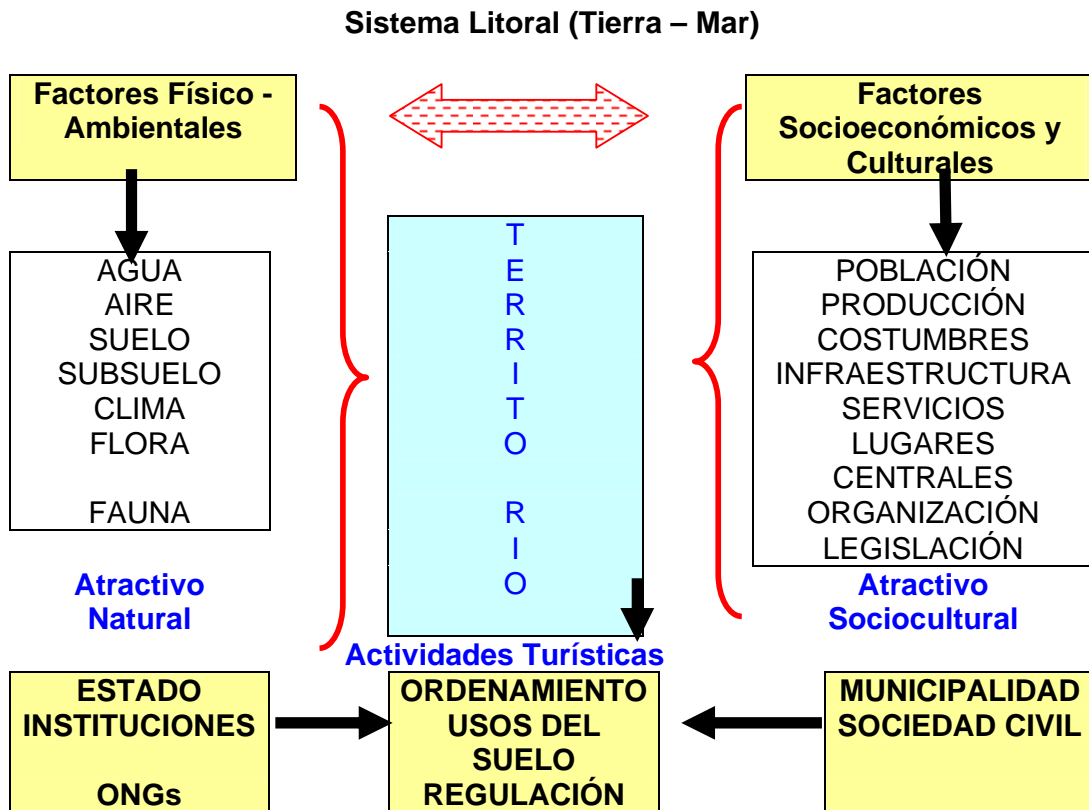 Sistema Litoral (Tierra – Mar)
Factores Físico -
Ambientales
Factores
Socioeconómicos y
Culturales
AGUA
AIRE
SUELO
SUBSUELO
CLIMA
FLORA
FAUNA
Atractivo
Natural
T
E
R
R
I
T
O
R
I
O
POBLACIÓN
PRODUCCIÓN
COSTUMBRES
INFRAESTRUCTURA
SERVICIOS
LUGARES
CENTRALES
ORGANIZACIÓN
LEGISLACIÓN
Atractivo
Sociocultural
Actividades Turísticas
ESTADO
INSTITUCIONES
ONGs
ORDENAMIENTO
USOS DEL
SUELO
REGULACIÓN
MUNICIPALIDAD
SOCIEDAD CIVIL